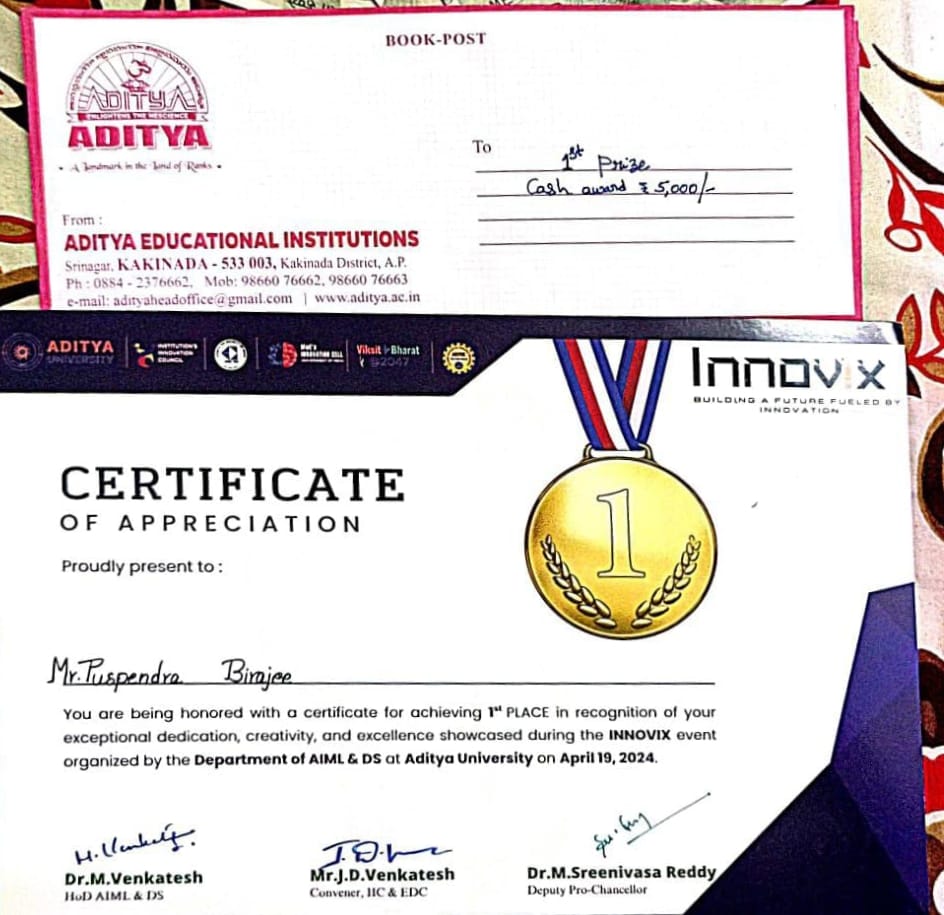 BOOK-POST
ADITYA
ENLIGHTENS THE NESCIENCE
ADITYA
A Landmark in the Land of Ranks
To
1st Prize
Cash award ₹ 5,000/-
From :
ADITYA EDUCATIONAL INSTITUTIONS
Srinagar, KAKINADA - 533 003, Kakinada District, A.P.
Ph : 0884 - 2376662, Mob: 98660 76662, 98660 76663
e-mail: adityaheadoffice@gmail.com | www.aditya.ac.in
ADITYA
UNIVERSITY
INSTITUTION'S
INNOVATION
COUNCIL
MoE's
INNOVATION CELL
Viksit Bharat
@2047
Innovix
BUILDING A FUTURE FUELED BY
INNOVATION
CERTIFICATE
OF APPRECIATION
1
Proudly present to :
Mr. Puspendra Birajee
You are being honored with a certificate for achieving 1st PLACE in recognition of your
exceptional dedication, creativity, and excellence showcased during the INNOVIX event
organized by the Department of AIML & DS at Aditya University on April 19, 2024.
Dr.M.Venkatesh
HoD AIML & DS
Mr.J.D.Venkatesh
Convener, IIC & EDC
Dr.M.Sreenivasa Reddy
Deputy Pro-Chancellor